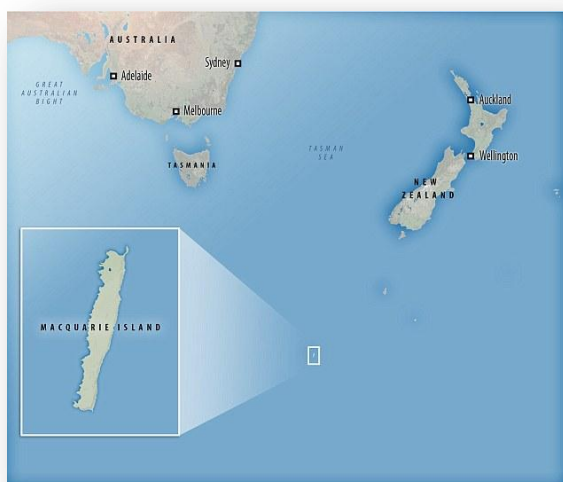 AUSTRALIA
Sydney
Adelaide
GREAT
AUSTRALIAN
BIGHT
Auckland
Melbourne
TASMAN
SEA
Wellington
TASMANIA
NEW
ZEALAND
MACQUARIE ISLAND